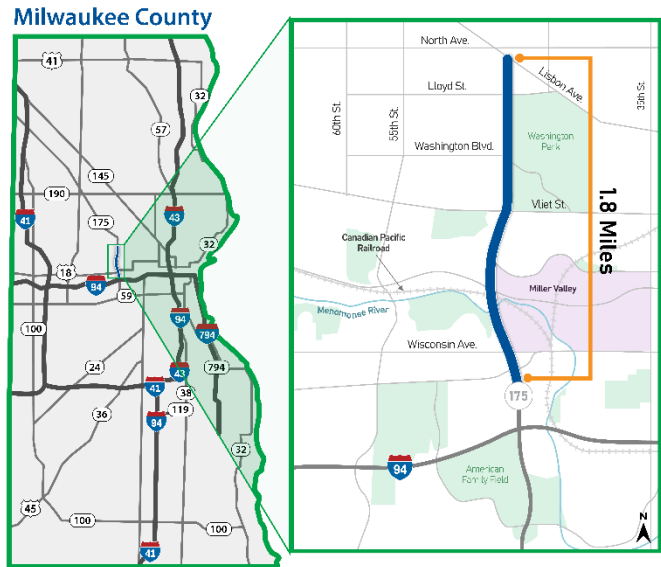 Milwaukee County
41
32
57
145
190
175
41
43
32
18
94
59
100
94
794
24
43
41
794
38
36
94
119
32
45
100
100
41
North Ave.
Lisbon Ave.
60th St.
55th St.
35th St.
Lloyd St.
Washington
Park
Washington Blvd.
Vliet St.
1.8 Miles
Canadian Pacific
Railroad
Miller Valley
Menomonee River
Wisconsin Ave.
175
94
American
Family Field
N